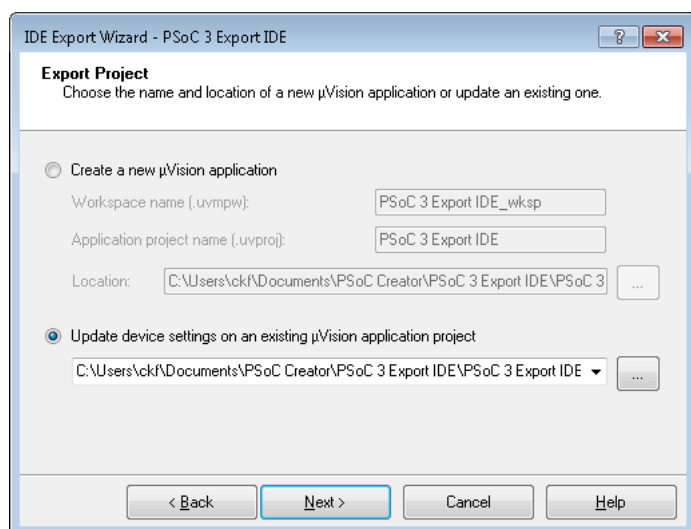 IDE Export Wizard - PSoC 3 Export IDE
Export Project
Choose the name and location of a new µVision application or update an existing one.
Create a new µVision application
Workspace name (.uvmpw): PSoC 3 Export IDE_wksp
Application project name (.uvproj): PSoC 3 Export IDE
Location: C:\Users\ckf\Documents\PSoC Creator\PSoC 3 Export IDE\PSoC 3 ...
Update device settings on an existing µVision application project
C:\Users\ckf\Documents\PSoC Creator\PSoC 3 Export IDE\PSoC 3 Export IDE ...
< Back Next > Cancel Help